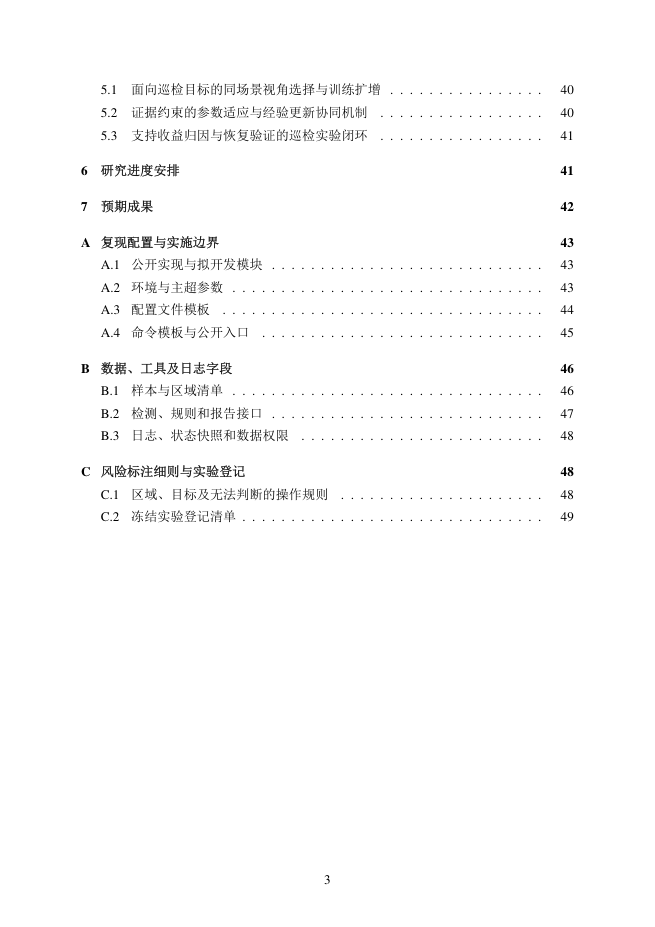 5.1 面向巡检目标的同场景视角选择与训练扩增 . . . . . . . . . . . . . . . . 40
5.2 证据约束的参数适应与经验更新协同机制 . . . . . . . . . . . . . . . . . 40
5.3 支持收益归因与恢复验证的巡检实验闭环 . . . . . . . . . . . . . . . . . 41
6 研究进度安排 41
7 预期成果 42
A 复现配置与实施边界 43
A.1 公开实现与拟开发模块 . . . . . . . . . . . . . . . . . . . . . . . . . . . . 43
A.2 环境与主超参数 . . . . . . . . . . . . . . . . . . . . . . . . . . . . . . . . 43
A.3 配置文件模板 . . . . . . . . . . . . . . . . . . . . . . . . . . . . . . . . . 44
A.4 命令模板与公开入口 . . . . . . . . . . . . . . . . . . . . . . . . . . . . . 45
B 数据、工具及日志字段 46
B.1 样本与区域清单 . . . . . . . . . . . . . . . . . . . . . . . . . . . . . . . . 46
B.2 检测、规则和报告接口 . . . . . . . . . . . . . . . . . . . . . . . . . . . . 47
B.3 日志、状态快照和数据权限 . . . . . . . . . . . . . . . . . . . . . . . . . 48
C 风险标注细则与实验登记 48
C.1 区域、目标及无法判断的操作规则 . . . . . . . . . . . . . . . . . . . . . 48
C.2 冻结实验登记清单 . . . . . . . . . . . . . . . . . . . . . . . . . . . . . . . 49
3